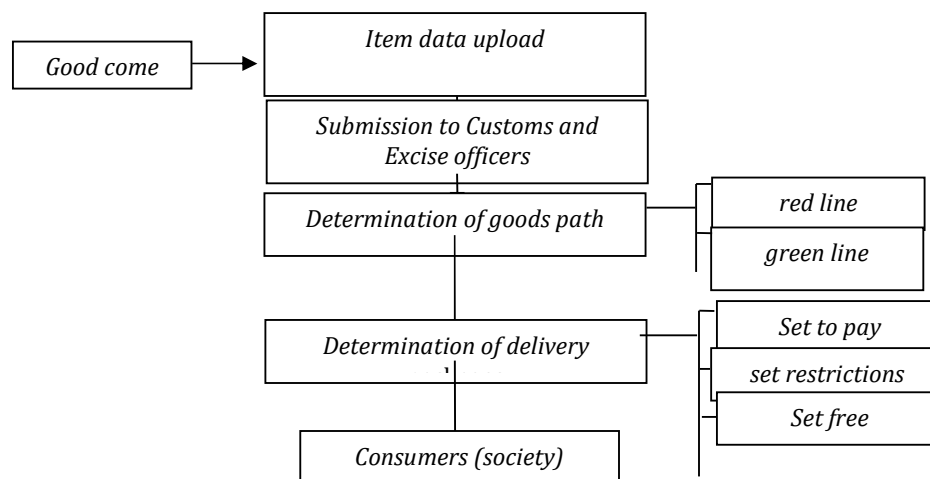 Item data upload
Good come
Submission to Customs and
Excise officers
Determination of goods path
red line
green line
Determination of delivery
Set to pay
set restrictions
Set free
Consumers (society)